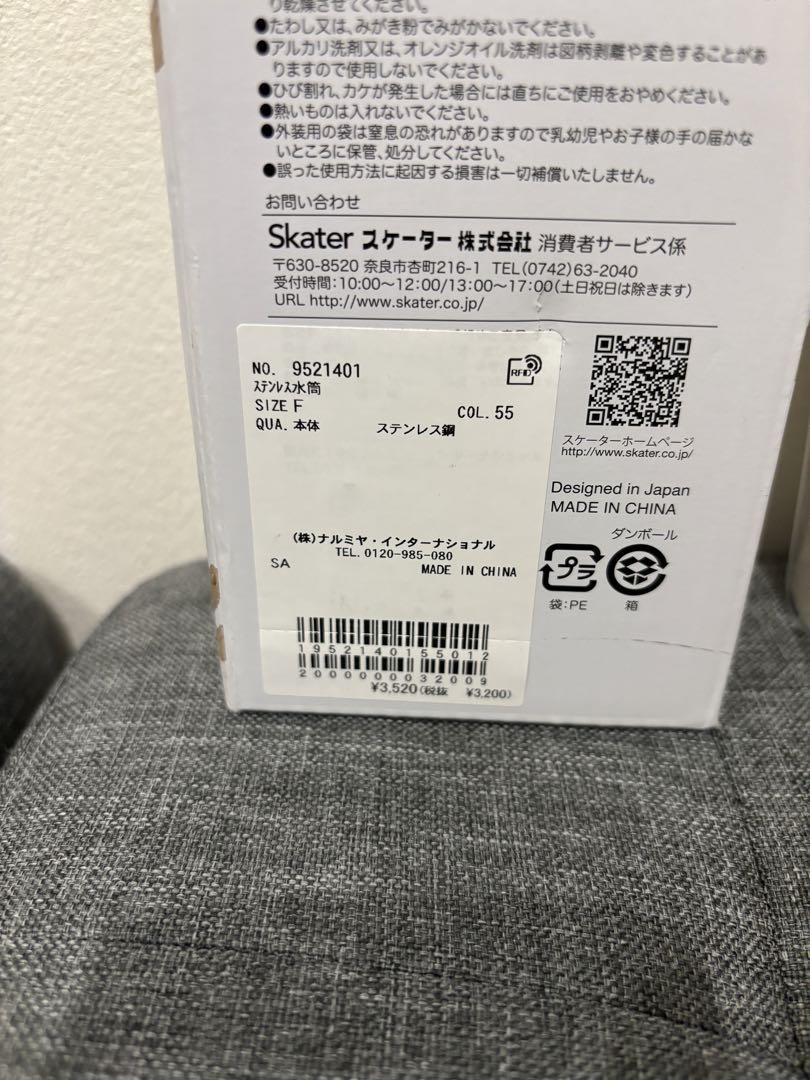 り乾燥させてください。
●たわし又は、みがき粉でみがかないでください。
●アルカリ洗剤又は、オレンジオイル洗剤は図柄剥離や変色することがあ
りますので使用しないでください。
●ひび割れ、カケが発生した場合には直ちにご使用をおやめください。
●熱いものは入れないでください。
●外装用の袋は窒息の恐れがありますので乳幼児やお子様の手の届かな
いところに保管、処分してください。
●誤った使用方法に起因する損害は一切補償いたしません。
お問い合わせ
Skater スケーター株式会社 消費者サービス係
〒630-8520 奈良市杏町216-1 TEL(0742)63-2040
受付時間:10:00〜12:00/13:00〜17:00(土日祝日は除きます)
URL http://www.skater.co.jp/
NO. 9521401
RFID
ステンレス水筒
SIZE F
COL. 55
QUA. 本体 ステンレス鋼
(株)ナルミヤ・インターナショナル
TEL. 0120-985-080
SA
MADE IN CHINA
1952140155012
2000000032009
¥3,520(税抜 ¥3,200)
スケーターホームページ
http://www.skater.co.jp/
Designed in Japan
MADE IN CHINA
ダンボール
プラ
袋:PE 箱